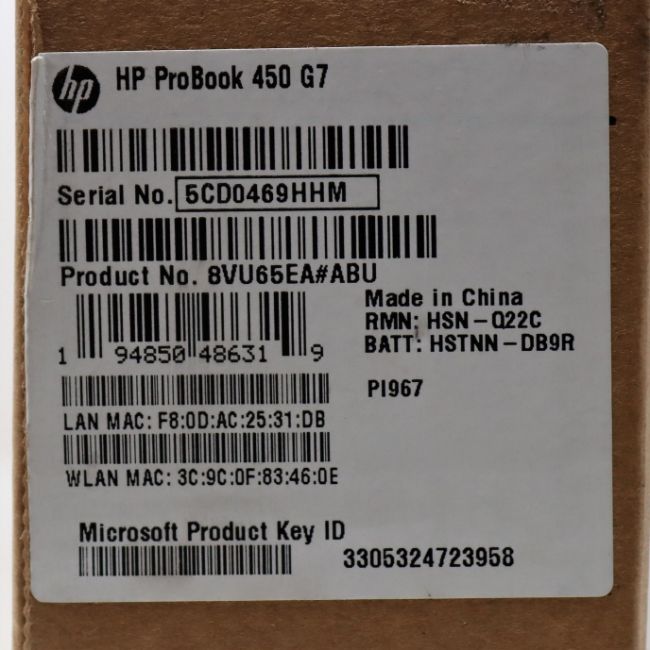 hp HP ProBook 450 G7
Serial No. 5CD0469HHM
Product No. 8VU65EA#ABU
Made in China
RMN: HSN-Q22C
BATT: HSTNN-DB9R
1 94850 48631 9
PI967
LAN MAC: F8:0D:AC:25:31:DB
WLAN MAC: 3C:9C:0F:83:46:0E
Microsoft Product Key ID
3305324723958